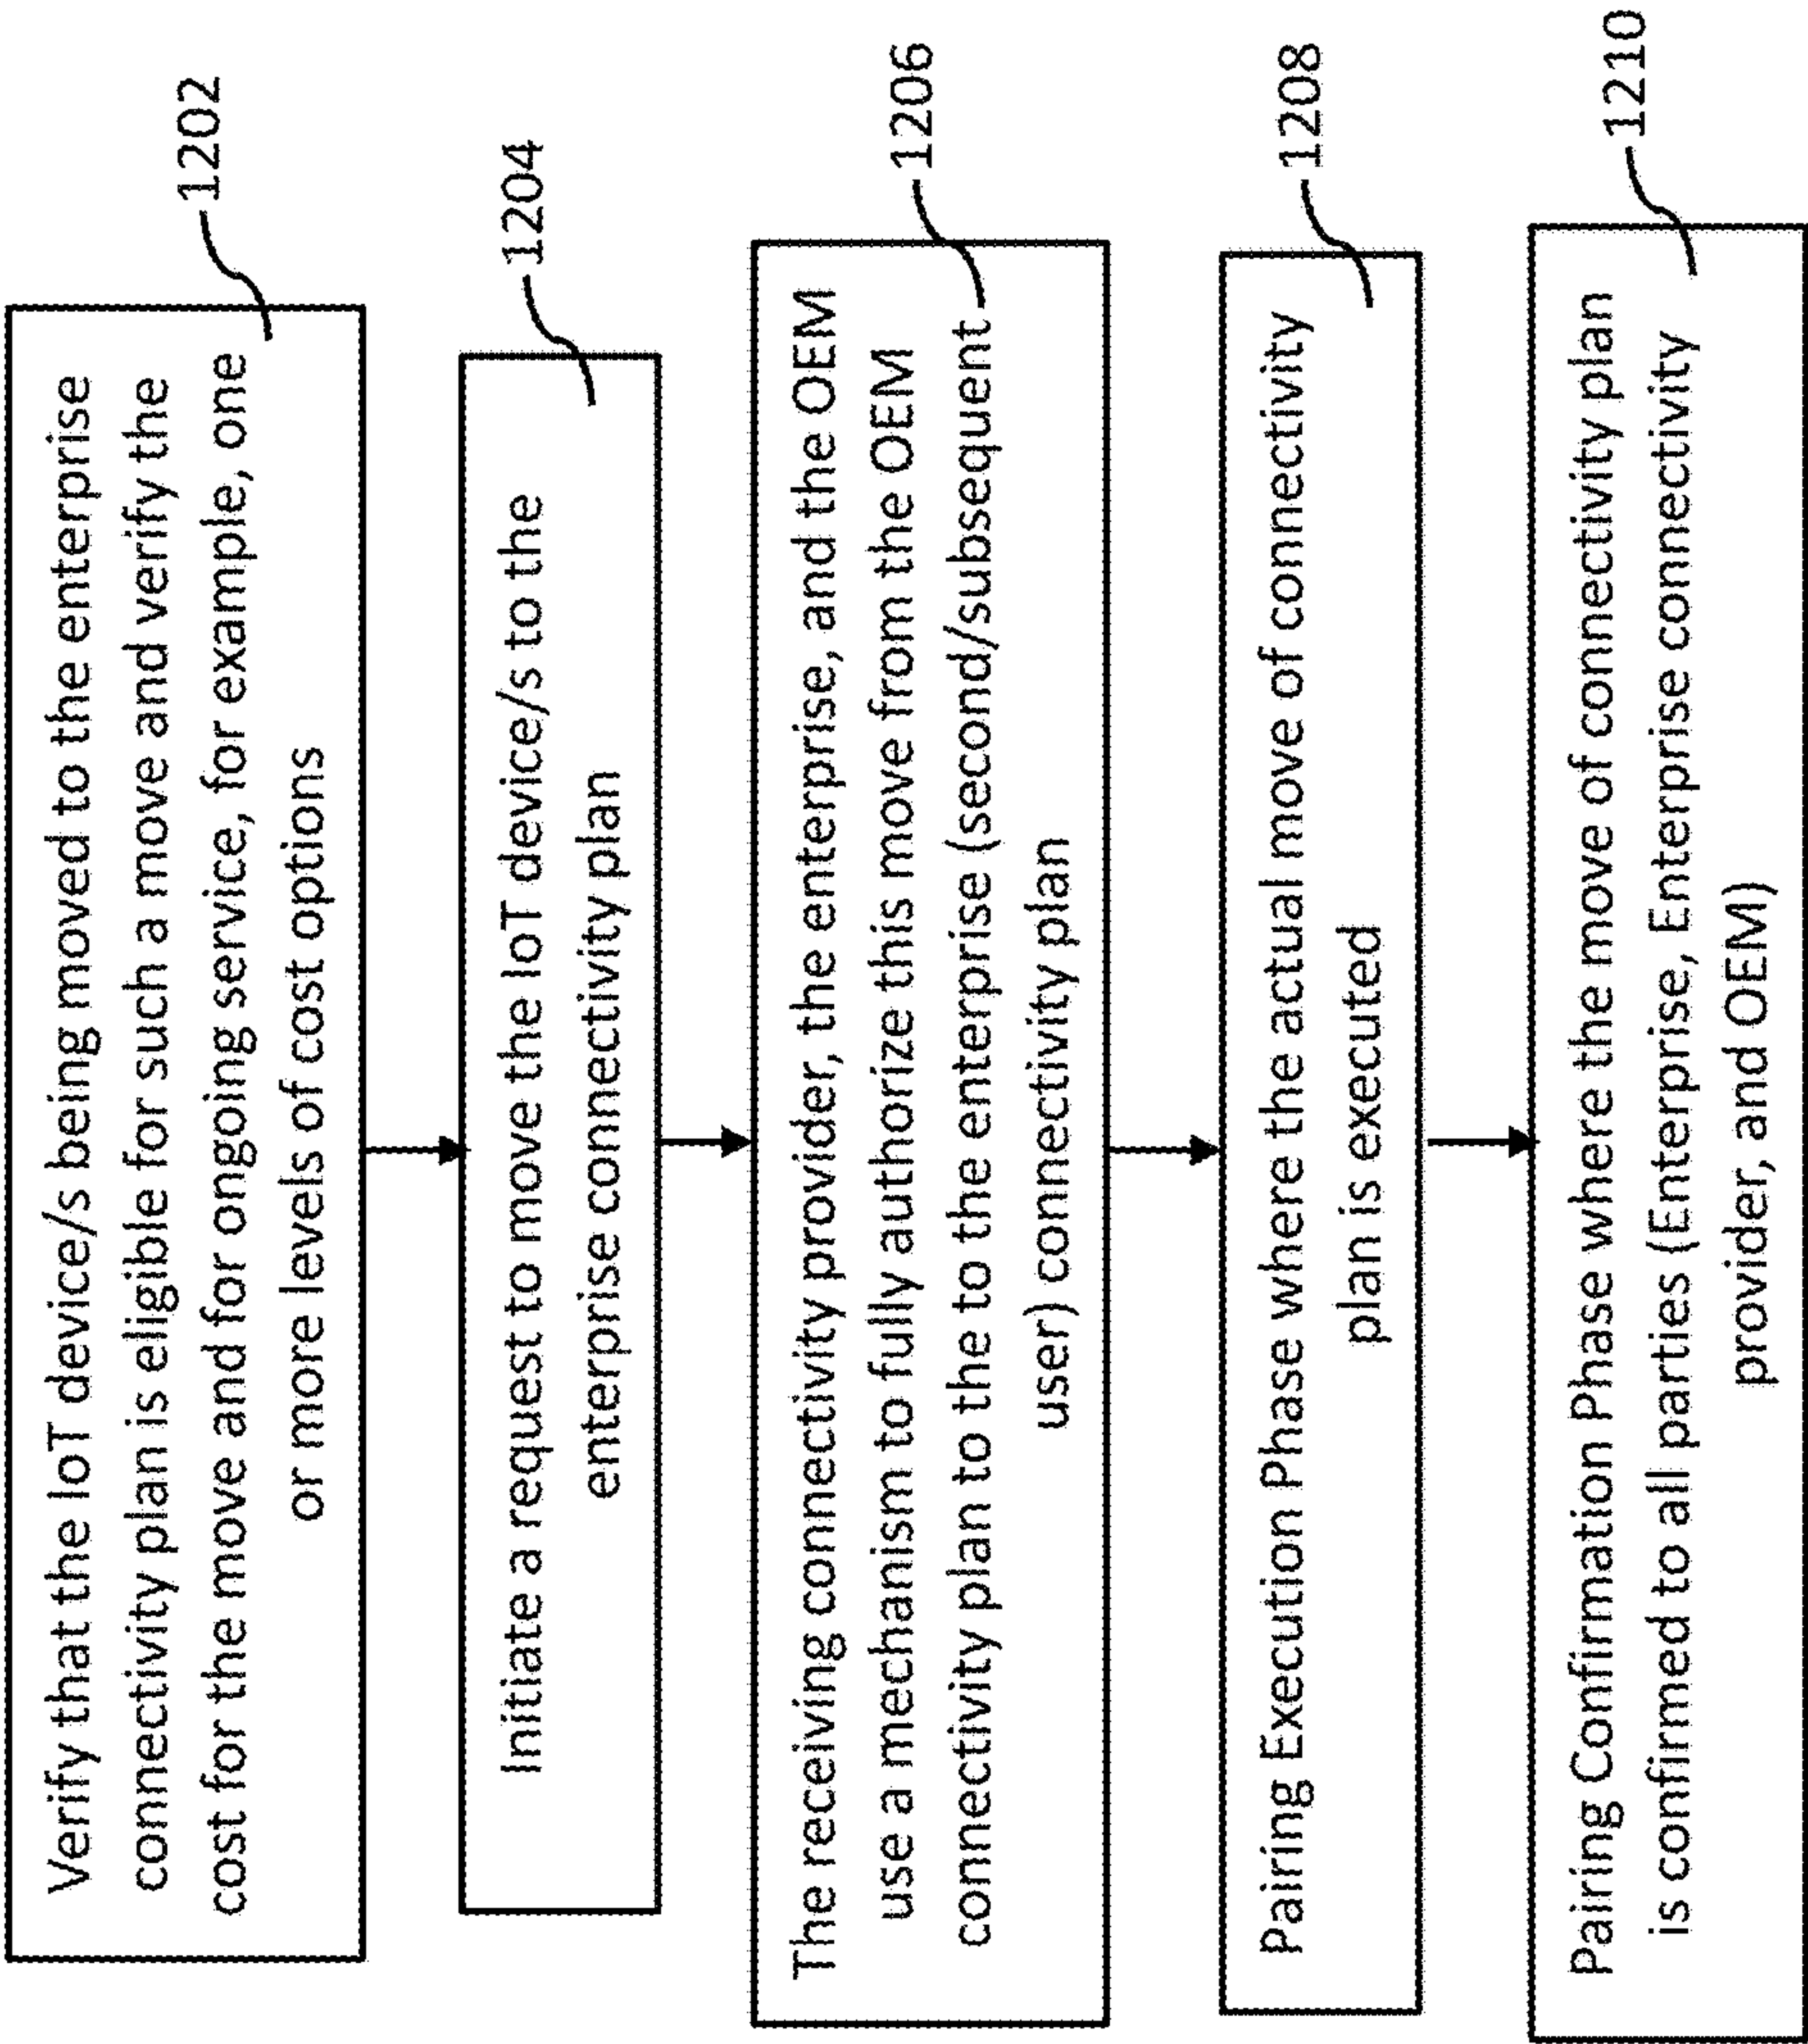 Verify that the IoT device/s being moved to the enterprise
connectivity plan is eligible for such a move and verify the
cost for the move and for ongoing service, for example, one
or more levels of cost options
1202
Initiate a request to move the IoT device/s to the
enterprise connectivity plan
1204
The receiving connectivity provider, the enterprise, and the OEM
use a mechanism to fully authorize this move from the OEM
connectivity plan to the to the enterprise (second/subsequent
user) connectivity plan
1206
Pairing Execution Phase where the actual move of connectivity
plan is executed
1208
Pairing Confirmation Phase where the move of connectivity plan
is confirmed to all parties (Enterprise, Enterprise connectivity
provider, and OEM)
1210